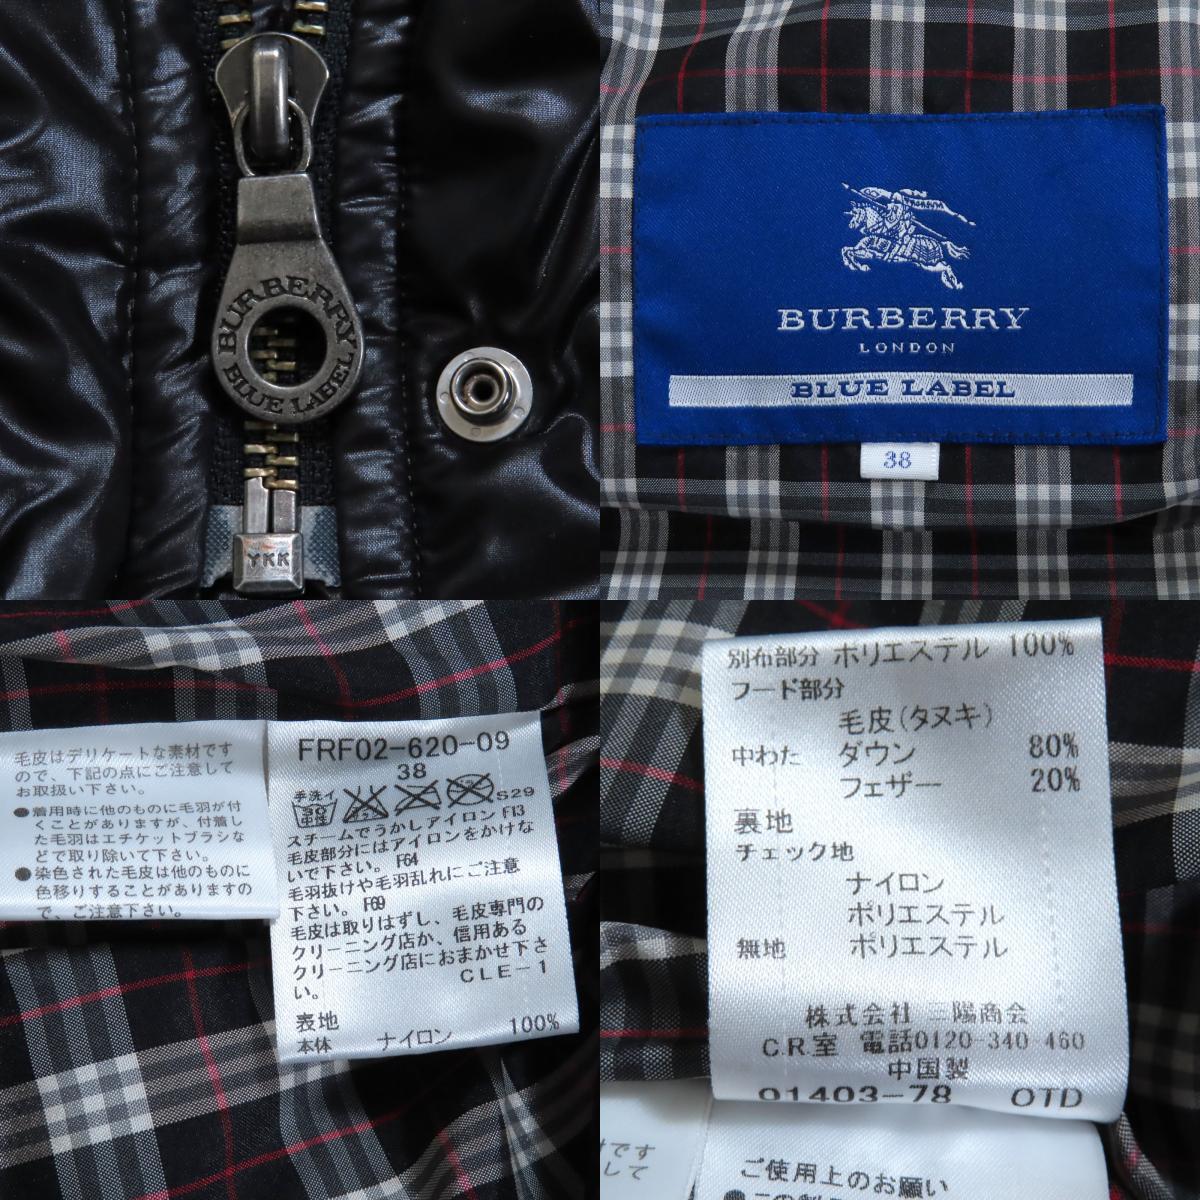 BURBERRY
BLUE LABEL
YKK
BURBERRY
LONDON
BLUE LABEL
38
毛皮はデリケートな素材です
ので、下記の点にご注意して
お取扱い下さい。
●着用時に他のものに毛羽が付
くことがありますが、付着し
た毛羽はエチケットブラシな
どで取り除いて下さい。
●染色された毛皮は他のものに
色移りすることがありますの
で、ご注意下さい。
FRF02-620-09
38
手洗イ
30
中性
S29
スチームでうかしアイロン F13
毛皮部分にはアイロンをかけな
いで下さい。 F64
毛羽抜けや毛羽乱れにご注意
下さい。 F69
毛皮は取りはずし、毛皮専門の
クリーニング店か、信用ある
クリーニング店におまかせ下さ
い。 CLE-1
表地
本体 ナイロン 100%
別布部分 ポリエステル 100%
フード部分
毛皮(タヌキ)
中わた ダウン 80%
フェザー 20%
裏地
チェック地
ナイロン
ポリエステル
無地 ポリエステル
株式会社 三陽商会
C.R.室 電話0120-340-460
中国製
01403-78 OTD
です
して
ご使用上のお願い